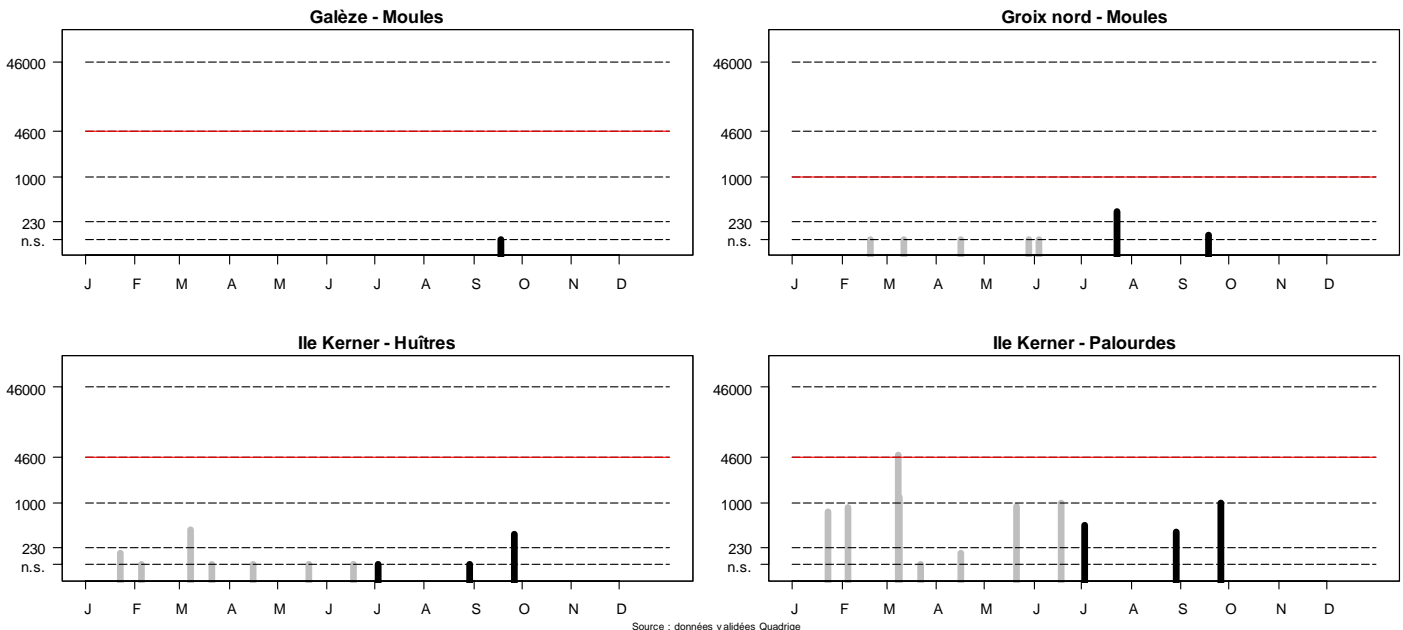 Galèze - Moules
46000
4600
1000
230
n.s.
J F M A M J J A S O N D
Groix nord - Moules
46000
4600
1000
230
n.s.
J F M A M J J A S O N D
Ile Kerner - Huîtres
46000
4600
1000
230
n.s.
J F M A M J J A S O N D
Ile Kerner - Palourdes
46000
4600
1000
230
n.s.
J F M A M J J A S O N D
Source : données validées Quadrige